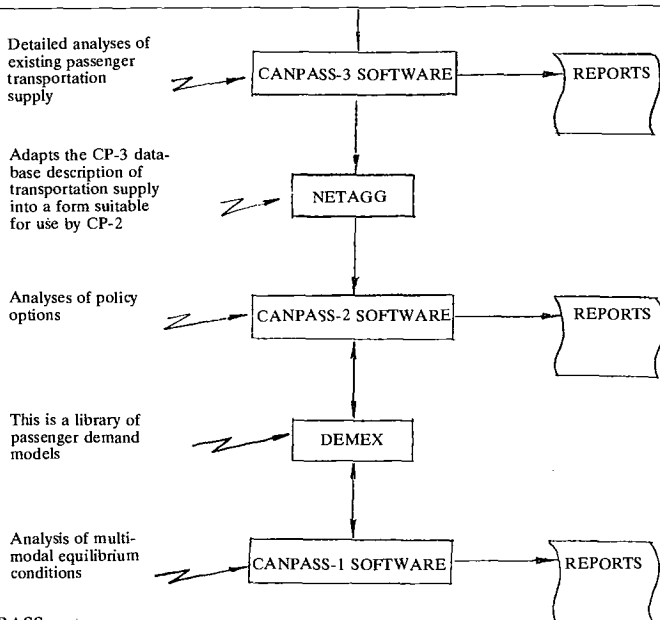 Detailed analyses of
existing passenger
transportation
supply
CANPASS-3 SOFTWARE
REPORTS
Adapts the CP-3 data-
base description of
transportation supply
into a form suitable
for use by CP-2
NETAGG
Analyses of policy
options
CANPASS-2 SOFTWARE
REPORTS
This is a library of
passenger demand
models
DEMEX
Analysis of multi-
modal equilibrium
conditions
CANPASS-1 SOFTWARE
REPORTS